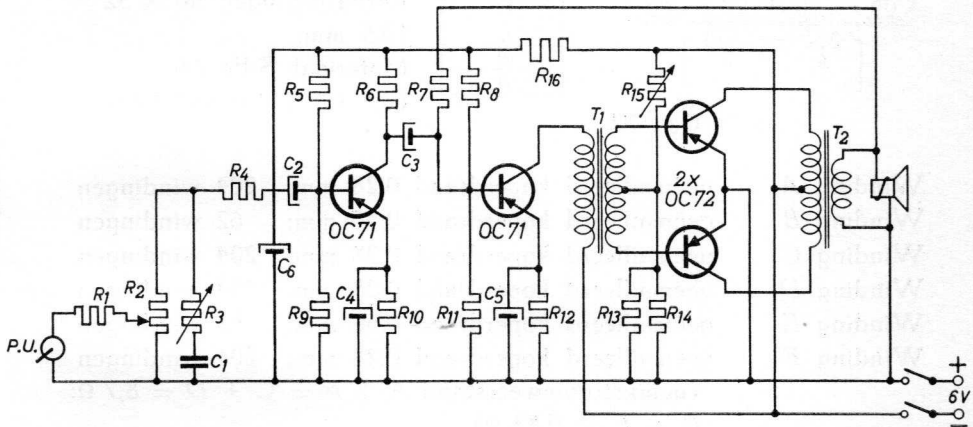 R16
R5
R6
R7
R8
R15
T1
T2
C3
R4
C2
2x
OC72
OC71
OC71
C6
R1
R2
R3
C4
C5
R9
R10
R11
R12
R13
R14
P.U.
C1
+
6V
−